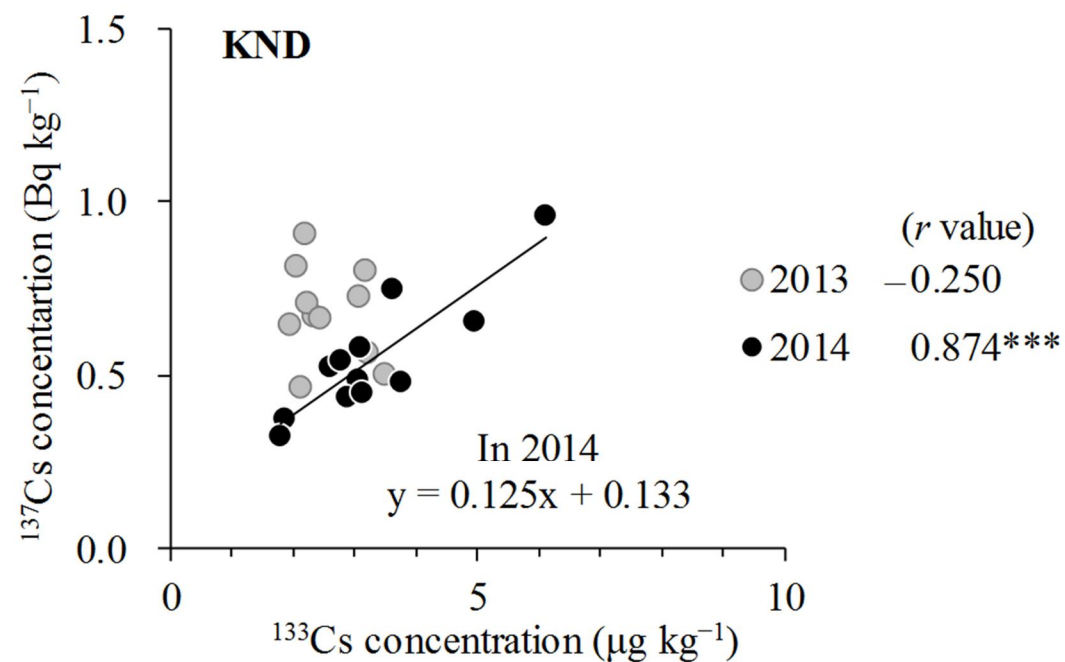 KND
1.5
1.0
0.5
0.0
¹³⁷Cs concentartion (Bq kg⁻¹)
(r value)
2013 –0.250
2014 0.874***
In 2014
y = 0.125x + 0.133
0 5 10
¹³³Cs concentration (μg kg⁻¹)